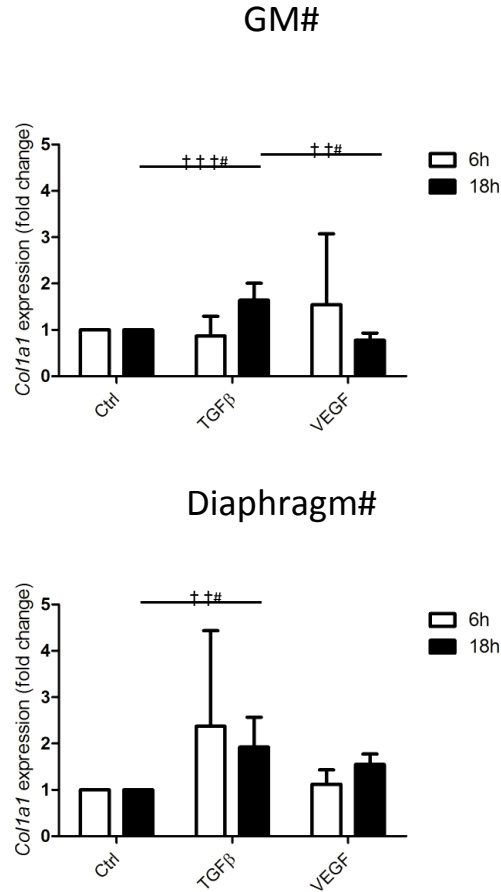 GM#
Col1a1 expression (fold change)
5
4
3
2
1
0
† † †#
† †#
6h
18h
Ctrl
TGFβ
VEGF
Diaphragm#
Col1a1 expression (fold change)
5
4
3
2
1
0
† †#
6h
18h
Ctrl
TGFβ
VEGF